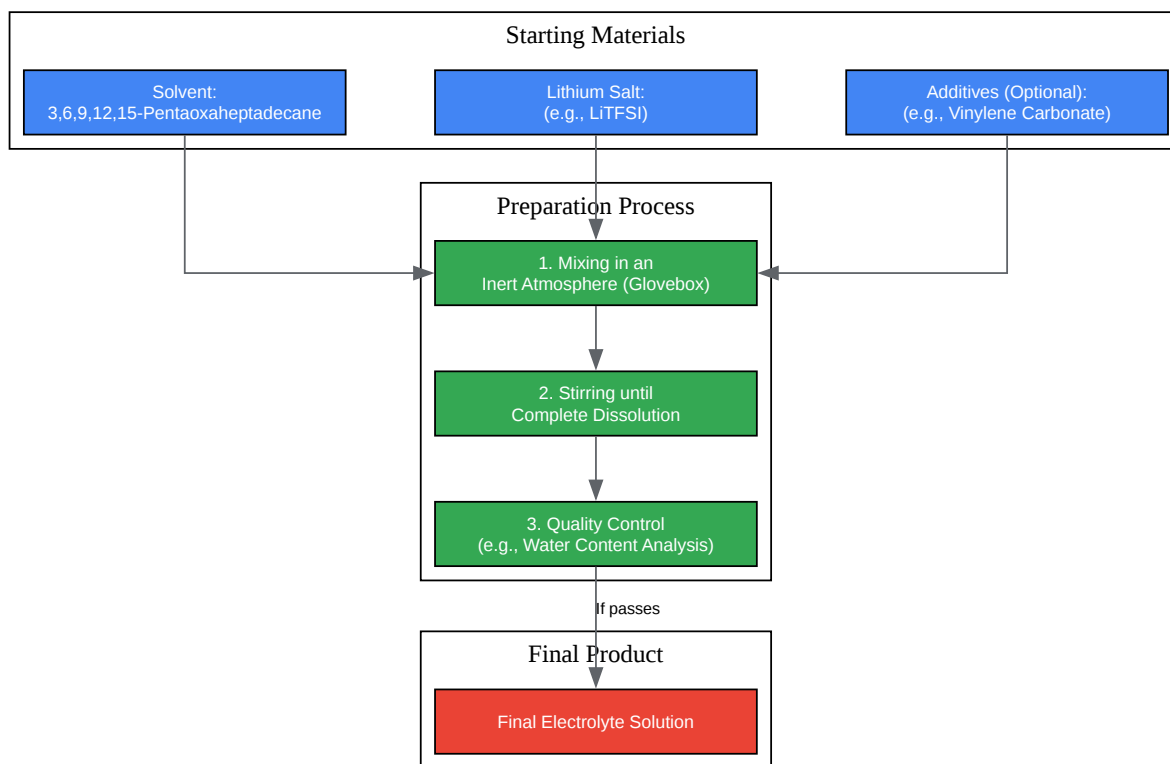 Starting Materials
Solvent:
3,6,9,12,15-Pentaoxaheptadecane
Lithium Salt:
(e.g., LiTFSI)
Additives (Optional):
(e.g., Vinylene Carbonate)
Preparation Process
1. Mixing in an
Inert Atmosphere (Glovebox)
2. Stirring until
Complete Dissolution
3. Quality Control
(e.g., Water Content Analysis)
If passes
Final Product
Final Electrolyte Solution